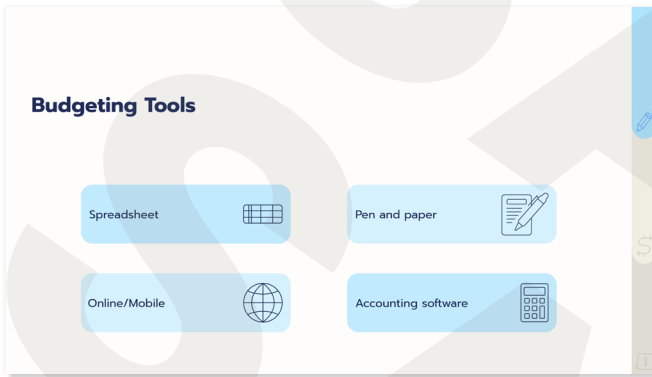 Budgeting Tools
Spreadsheet
Pen and paper
Online/Mobile
Accounting software